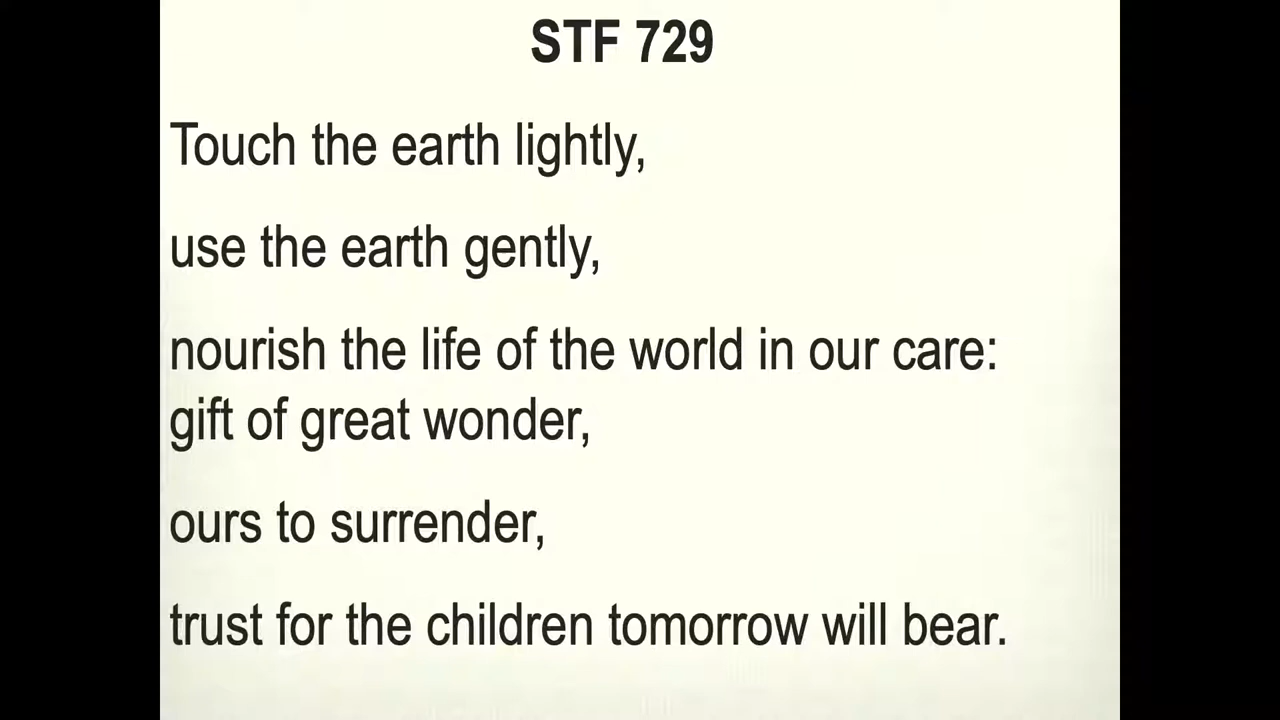 STF 729
Touch the earth lightly,
use the earth gently,
nourish the life of the world in our care:
gift of great wonder,
ours to surrender,
trust for the children tomorrow will bear.